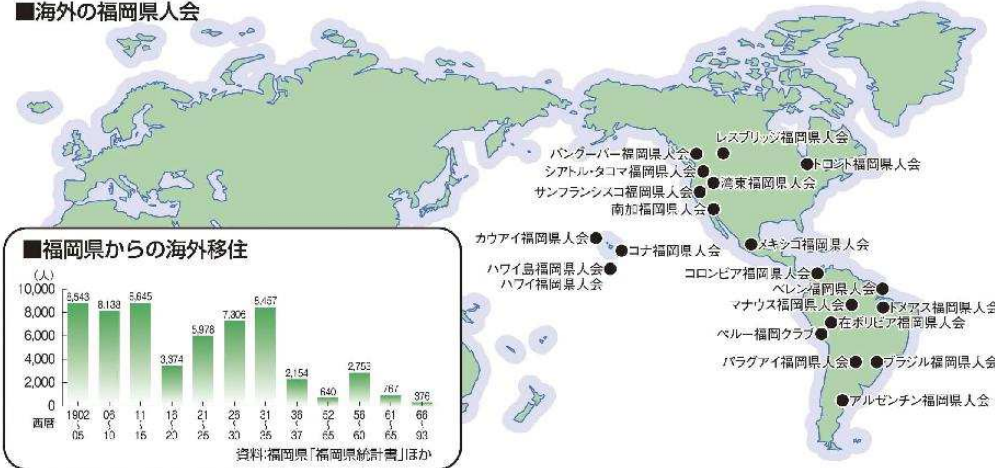 ■海外の福岡県人会
レスブリッジ福岡県人会
バンクーバー福岡県人会
トロント福岡県人会
シアトル・タコマ福岡県人会
湾東福岡県人会
サンフランシスコ福岡県人会
南加福岡県人会
カウアイ福岡県人会
メキシコ福岡県人会
コナ福岡県人会
ハワイ島福岡県人会
ハワイ福岡県人会
コロンビア福岡県人会
ベレン福岡県人会
マナウス福岡県人会
トメアス福岡県人会
在ボリビア福岡県人会
ペルー福岡クラブ
パラグアイ福岡県人会
ブラジル福岡県人会
アルゼンチン福岡県人会
■福岡県からの海外移住
(人)
10,000
8,000
6,000
4,000
2,000
0
8,138
3,374
5,978
7,306
2,154
640
2,753
767
376
西暦
1902~05
06~10
11~15
16~20
21~25
26~30
31~35
36~37
52~55
56~60
61~65
66~93
資料:福岡県「福岡県統計書」ほか